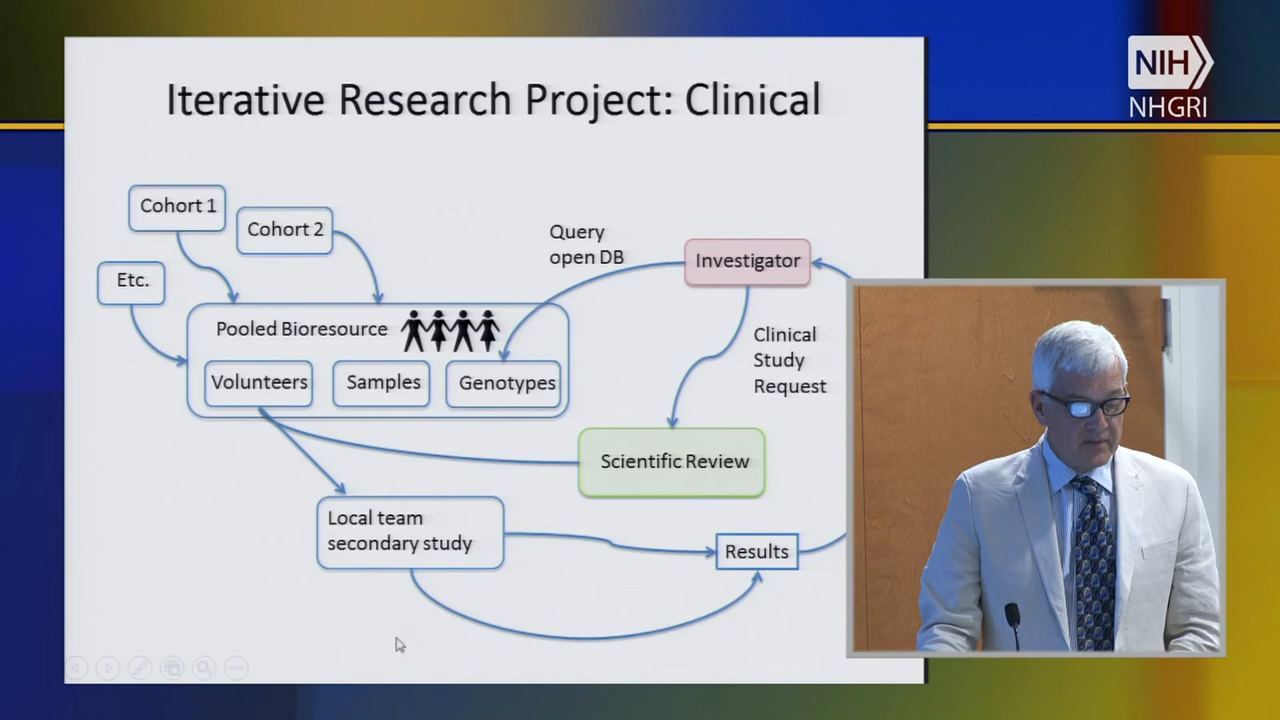 NIH
NHGRI
Iterative Research Project: Clinical
Cohort 1
Cohort 2
Etc.
Query
open DB
Investigator
Pooled Bioresource
Volunteers
Samples
Genotypes
Clinical
Study
Request
Scientific Review
Local team
secondary study
Results